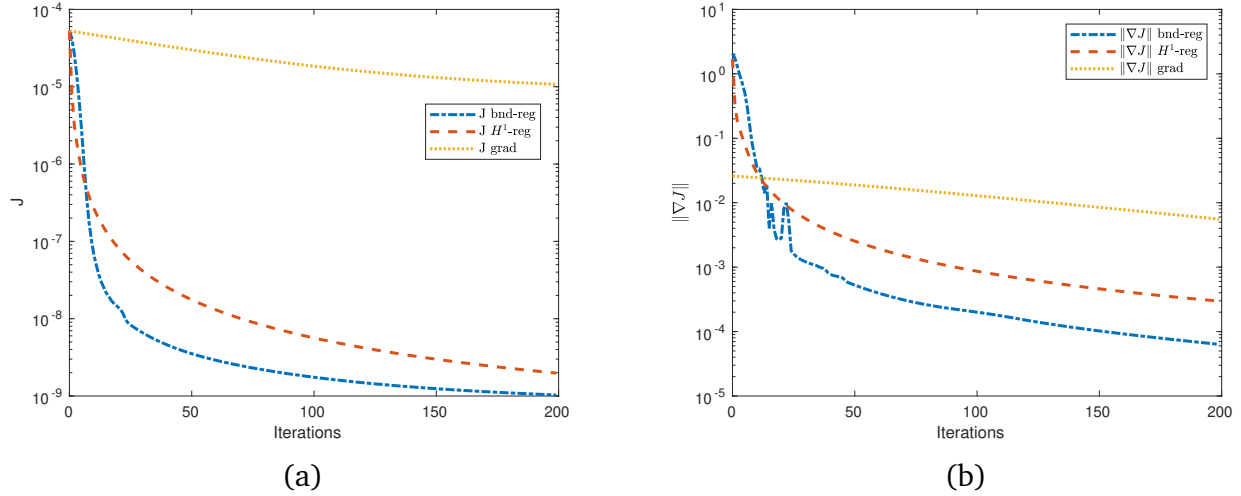 10^-4
10^-5
10^-6
10^-7
10^-8
10^-9
J
0 50 100 150 200
Iterations
J bnd-reg
J H^1-reg
J grad
(a)
10^1
10^0
10^-1
10^-2
10^-3
10^-4
10^-5
‖∇J‖
0 50 100 150 200
Iterations
‖∇J‖ bnd-reg
‖∇J‖ H^1-reg
‖∇J‖ grad
(b)